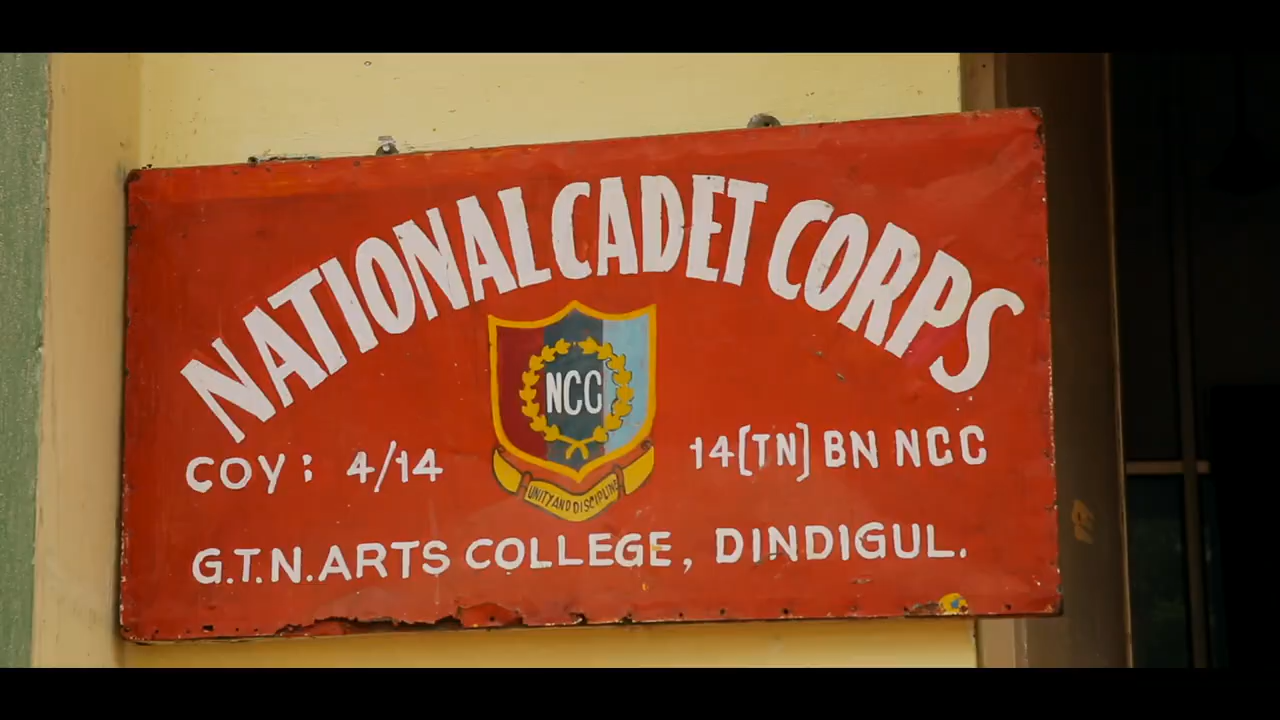 NATIONAL CADET CORPS
NCC
COY: 4/14
14[TN] BN NCC
UNITY AND DISCIPLINE
G.T.N. ARTS COLLEGE, DINDIGUL.